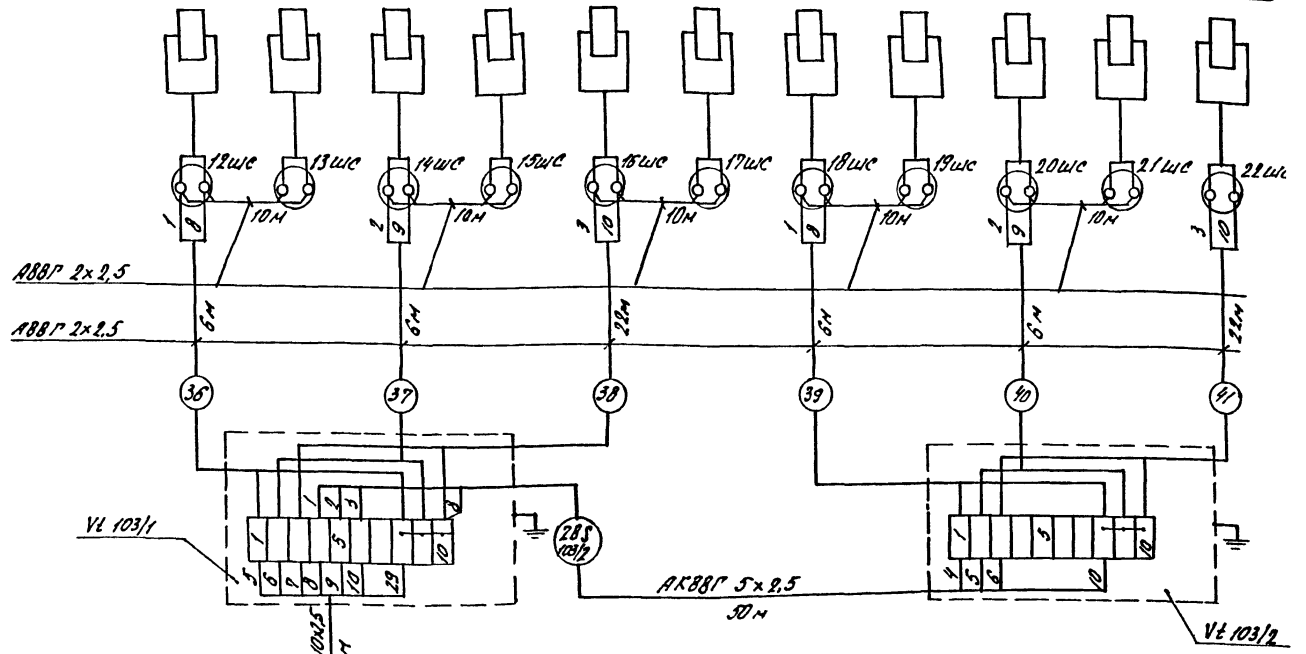 12шс 13шс 14шс 15шс 16шс 17шс 18шс 19шс 20шс 21шс 22шс
10м 10м 10м 10м 10м
1 8 2 9 3 10 1 8 2 9 3 10
АВВГ 2×2,5
6м 6м 22м 6м 6м 22м
АВВГ 2×2,5
36 37 38 39 40 41
1 2 3 8
Vt 103/1
1 5 10
28S
103/2
1 5 10
5 6 7 8 9 10 29
АКВВГ 5×2,5
4 5 6 10
50м
10×2,5
м
Vt 103/2